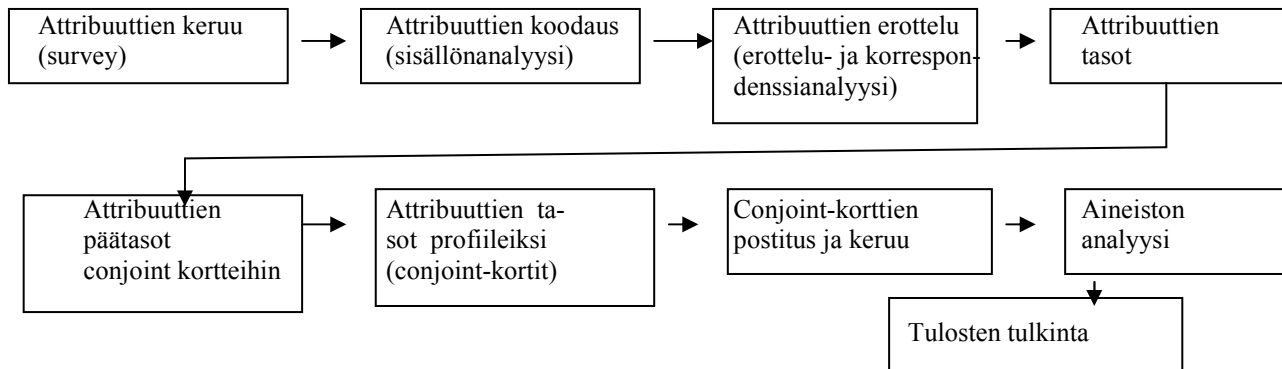 Attribuuttien keruu
(survey)
Attribuuttien koodaus
(sisällönanalyysi)
Attribuuttien erottelu
(erottelu- ja korrespon-
denssianalyysi)
Attribuuttien
tasot
Attribuuttien
päätasot
conjoint kortteihin
Attribuuttien ta-
sot profiileiksi
(conjoint-kortit)
Conjoint-korttien
postitus ja keruu
Aineiston
analyysi
Tulosten tulkinta